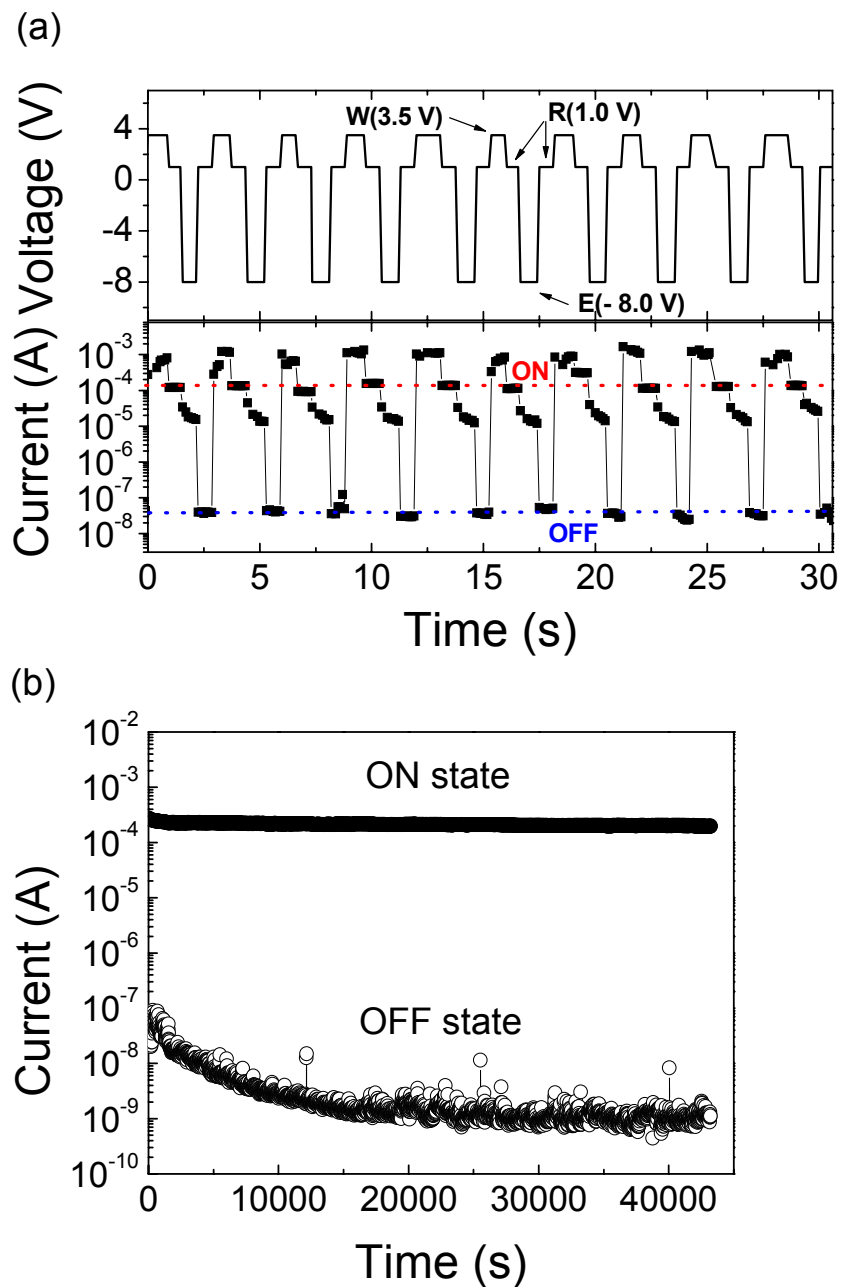 (a)
Voltage (V)
4
0
-4
-8
W(3.5 V)
R(1.0 V)
E(- 8.0 V)
Current (A)
10⁻³
10⁻⁴
10⁻⁵
10⁻⁶
10⁻⁷
10⁻⁸
ON
OFF
0 5 10 15 20 25 30
Time (s)
(b)
Current (A)
10⁻²
10⁻³
10⁻⁴
10⁻⁵
10⁻⁶
10⁻⁷
10⁻⁸
10⁻⁹
10⁻¹⁰
ON state
OFF state
0 10000 20000 30000 40000
Time (s)